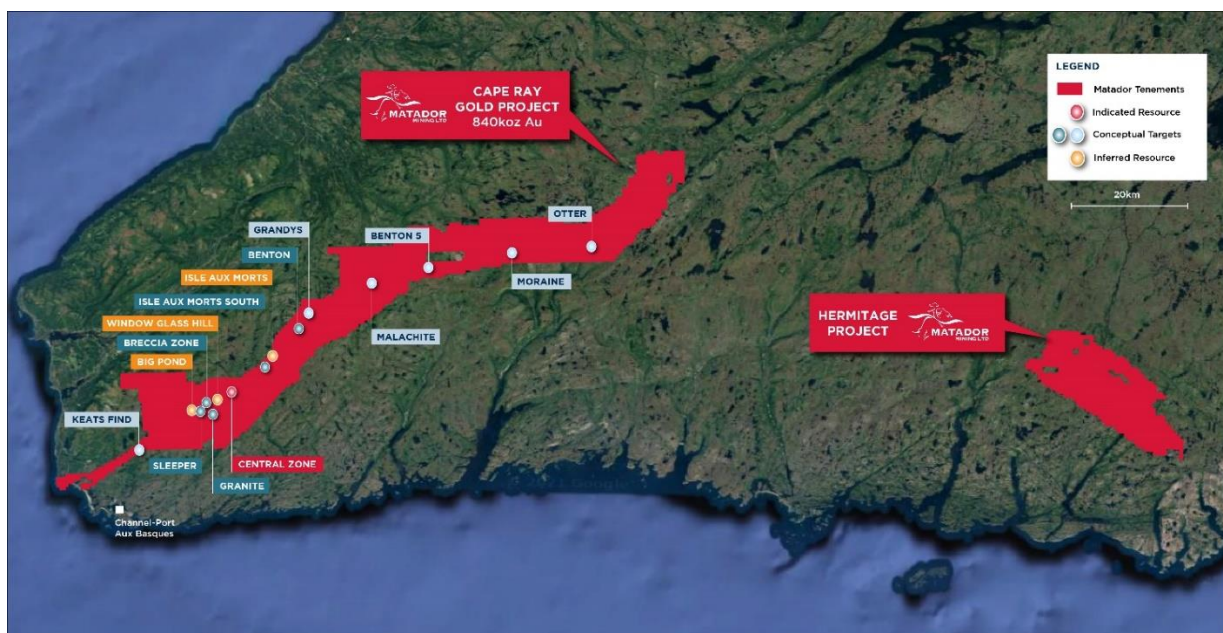 MATADOR
MINING LTD
CAPE RAY
GOLD PROJECT
840koz Au
LEGEND
Matador Tenements
Indicated Resource
Conceptual Targets
Inferred Resource
20km
OTTER
GRANDYS
BENTON 5
BENTON
ISLE AUX MORTS
MORAINE
ISLE AUX MORTS SOUTH
WINDOW GLASS HILL
MALACHITE
BRECCIA ZONE
BIG POND
HERMITAGE
PROJECT
MATADOR
MINING LTD
KEATS FIND
SLEEPER
CENTRAL ZONE
GRANITE
Channel-Port
Aux Basques